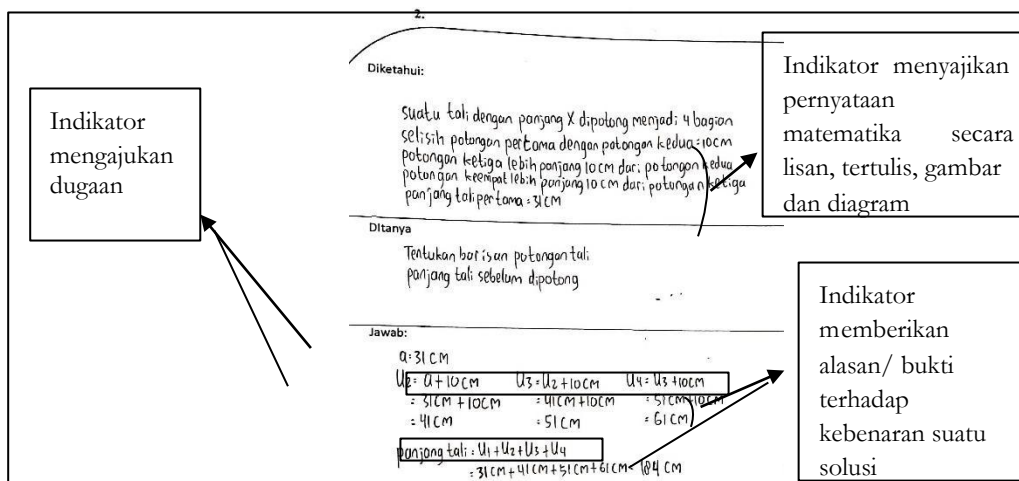 2.
Indikator
mengajukan
dugaan
Diketahui:
Suatu tali dengan panjang X dipotong menjadi 4 bagian
selisih potongan pertama dengan potongan kedua = 10cm
potongan ketiga lebih panjang 10 cm dari potongan kedua
potongan keempat lebih panjang 10 cm dari potongan ketiga
panjang tali pertama = 31 CM
Ditanya
Tentukan barisan potongan tali
panjang tali sebelum dipotong
Jawab:
a = 31 CM
U2 = a + 10 CM U3 = U2 + 10 CM U4 = U3 + 10 CM
= 31 CM + 10 CM = 41 CM + 10 CM = 51 CM + 10 CM
= 41 CM = 51 CM = 61 CM
panjang tali = U1 + U2 + U3 + U4
= 31 CM + 41 CM + 51 CM + 61 CM = 184 CM
Indikator menyajikan
pernyataan
matematika secara
lisan, tertulis, gambar
dan diagram
Indikator
memberikan
alasan/ bukti
terhadap
kebenaran suatu
solusi